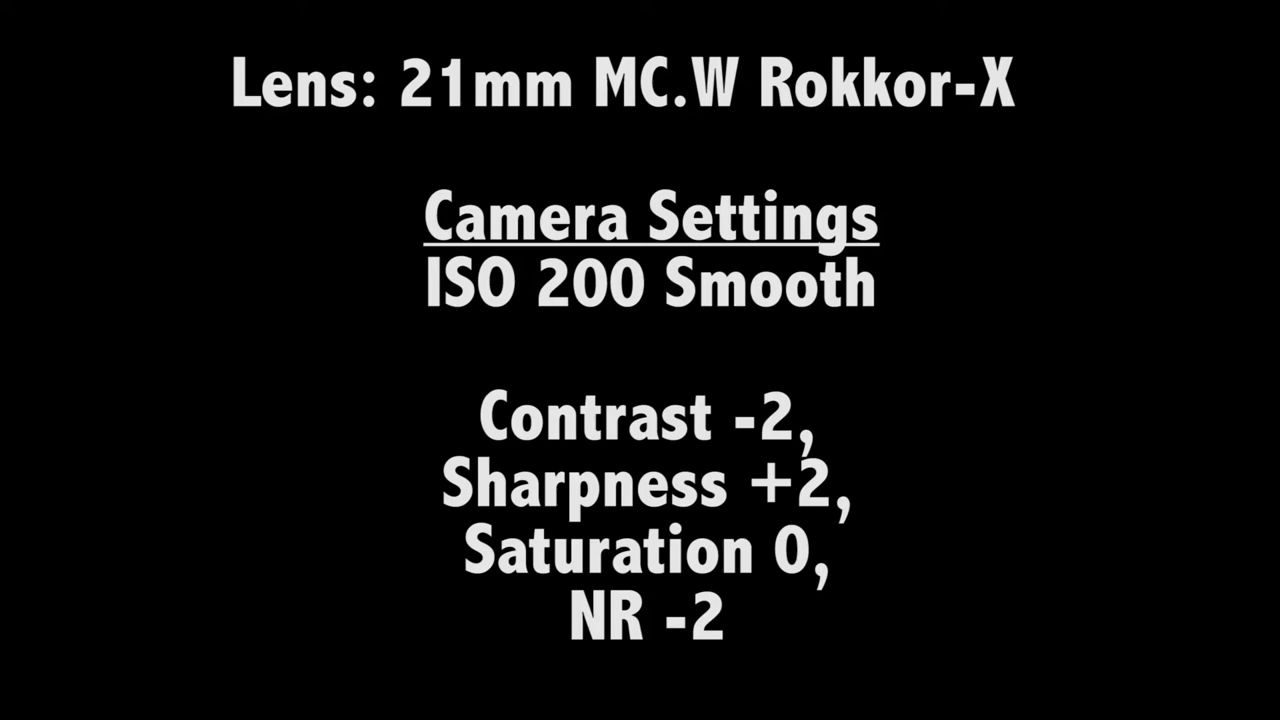 Lens: 21mm MC.W Rokkor-X
Camera Settings
ISO 200 Smooth
Contrast -2,
Sharpness +2,
Saturation 0,
NR -2